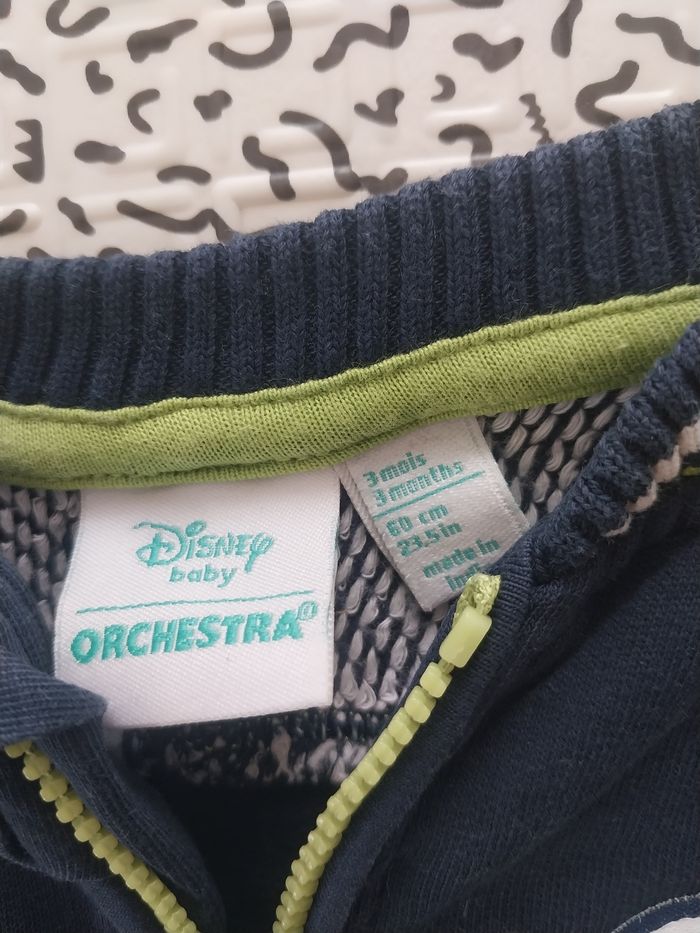 Disney
baby
ORCHESTRA®
3 mois
3 months
60 cm
23.5 in
made in